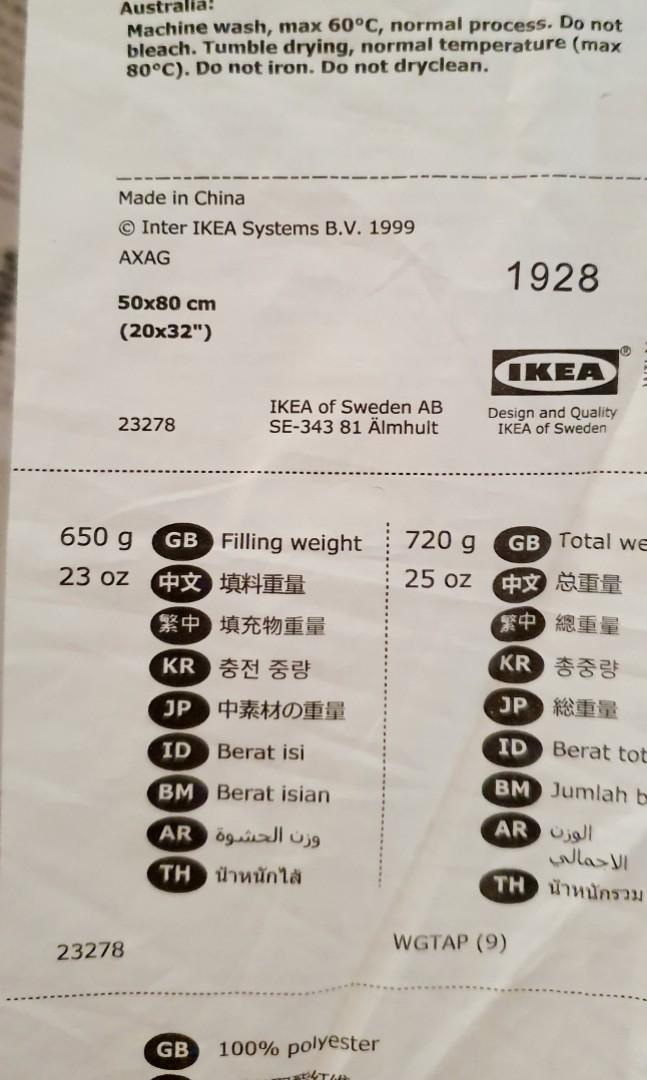 Australia:
Machine wash, max 60°C, normal process. Do not
bleach. Tumble drying, normal temperature (max
80°C). Do not iron. Do not dryclean.
Made in China
© Inter IKEA Systems B.V. 1999
AXAG
1928
50x80 cm
(20x32")
IKEA®
23278
IKEA of Sweden AB
SE-343 81 Älmhult
Design and Quality
IKEA of Sweden
650 g GB Filling weight
23 oz 中文 填料重量
繁中 填充物重量
KR 충전 중량
JP 中素材の重量
ID Berat isi
BM Berat isian
AR وزن الحشوة
TH น้ำหนักไส้
23278
720 g GB Total we
25 oz 中文 总重量
繁中 總重量
KR 총중량
JP 総重量
ID Berat tot
BM Jumlah b
AR الوزن
الاجمالي
TH น้ำหนักรวม
WGTAP (9)
GB 100% polyester